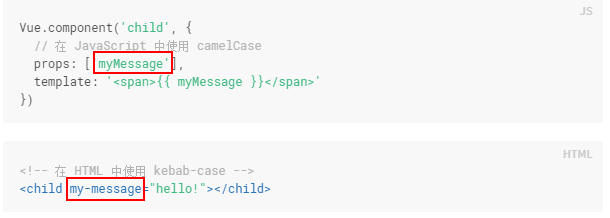 JS
Vue.component('child', {
// 在 JavaScript 中使用 camelCase
props: ['myMessage'],
template: '<span>{{ myMessage }}</span>'
})
HTML
<!-- 在 HTML 中使用 kebab-case -->
<child my-message="hello!"></child>